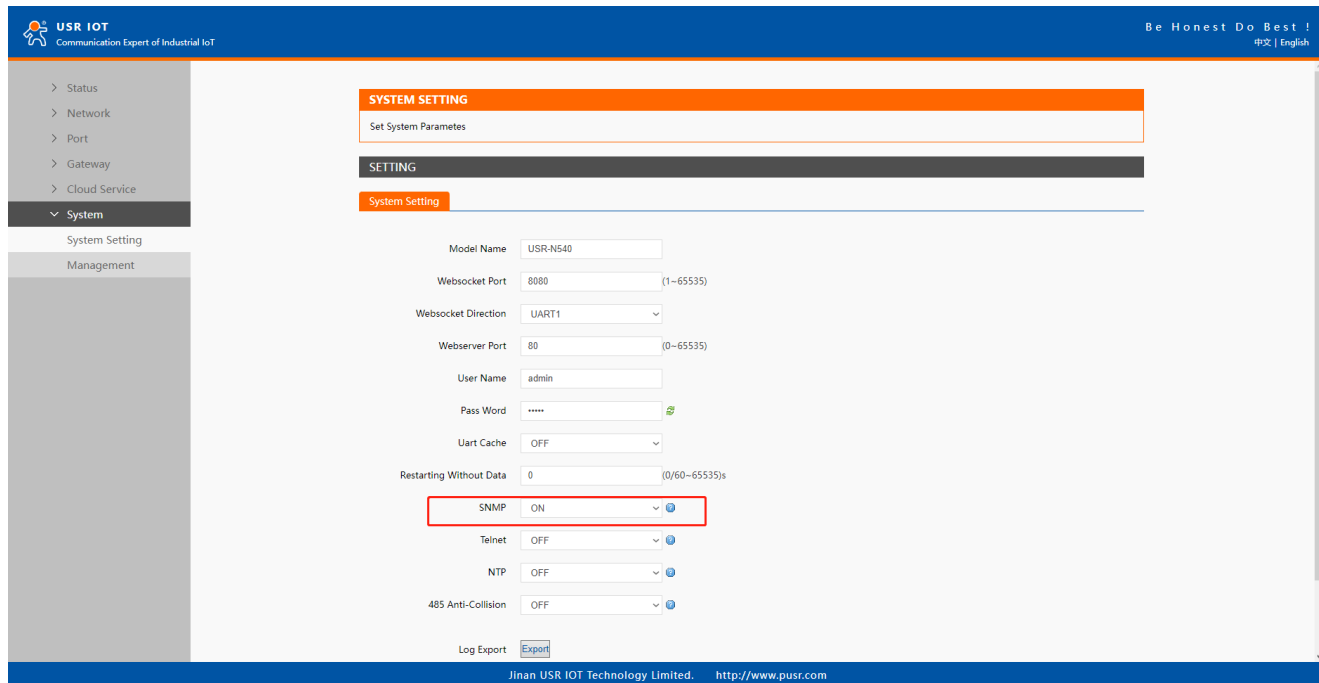 USR IOT
Communication Expert of Industrial IoT
Be Honest Do Best !
中文 | English
Status
Network
Port
Gateway
Cloud Service
System
System Setting
Management
SYSTEM SETTING
Set System Parametes
SETTING
System Setting
Model Name USR-N540
Websocket Port 8080 (1~65535)
Websocket Direction UART1
Webserver Port 80 (0~65535)
User Name admin
Pass Word •••••
Uart Cache OFF
Restarting Without Data 0 (0/60~65535)s
SNMP ON
Telnet OFF
NTP OFF
485 Anti-Collision OFF
Log Export Export
Jinan USR IOT Technology Limited. http://www.pusr.com